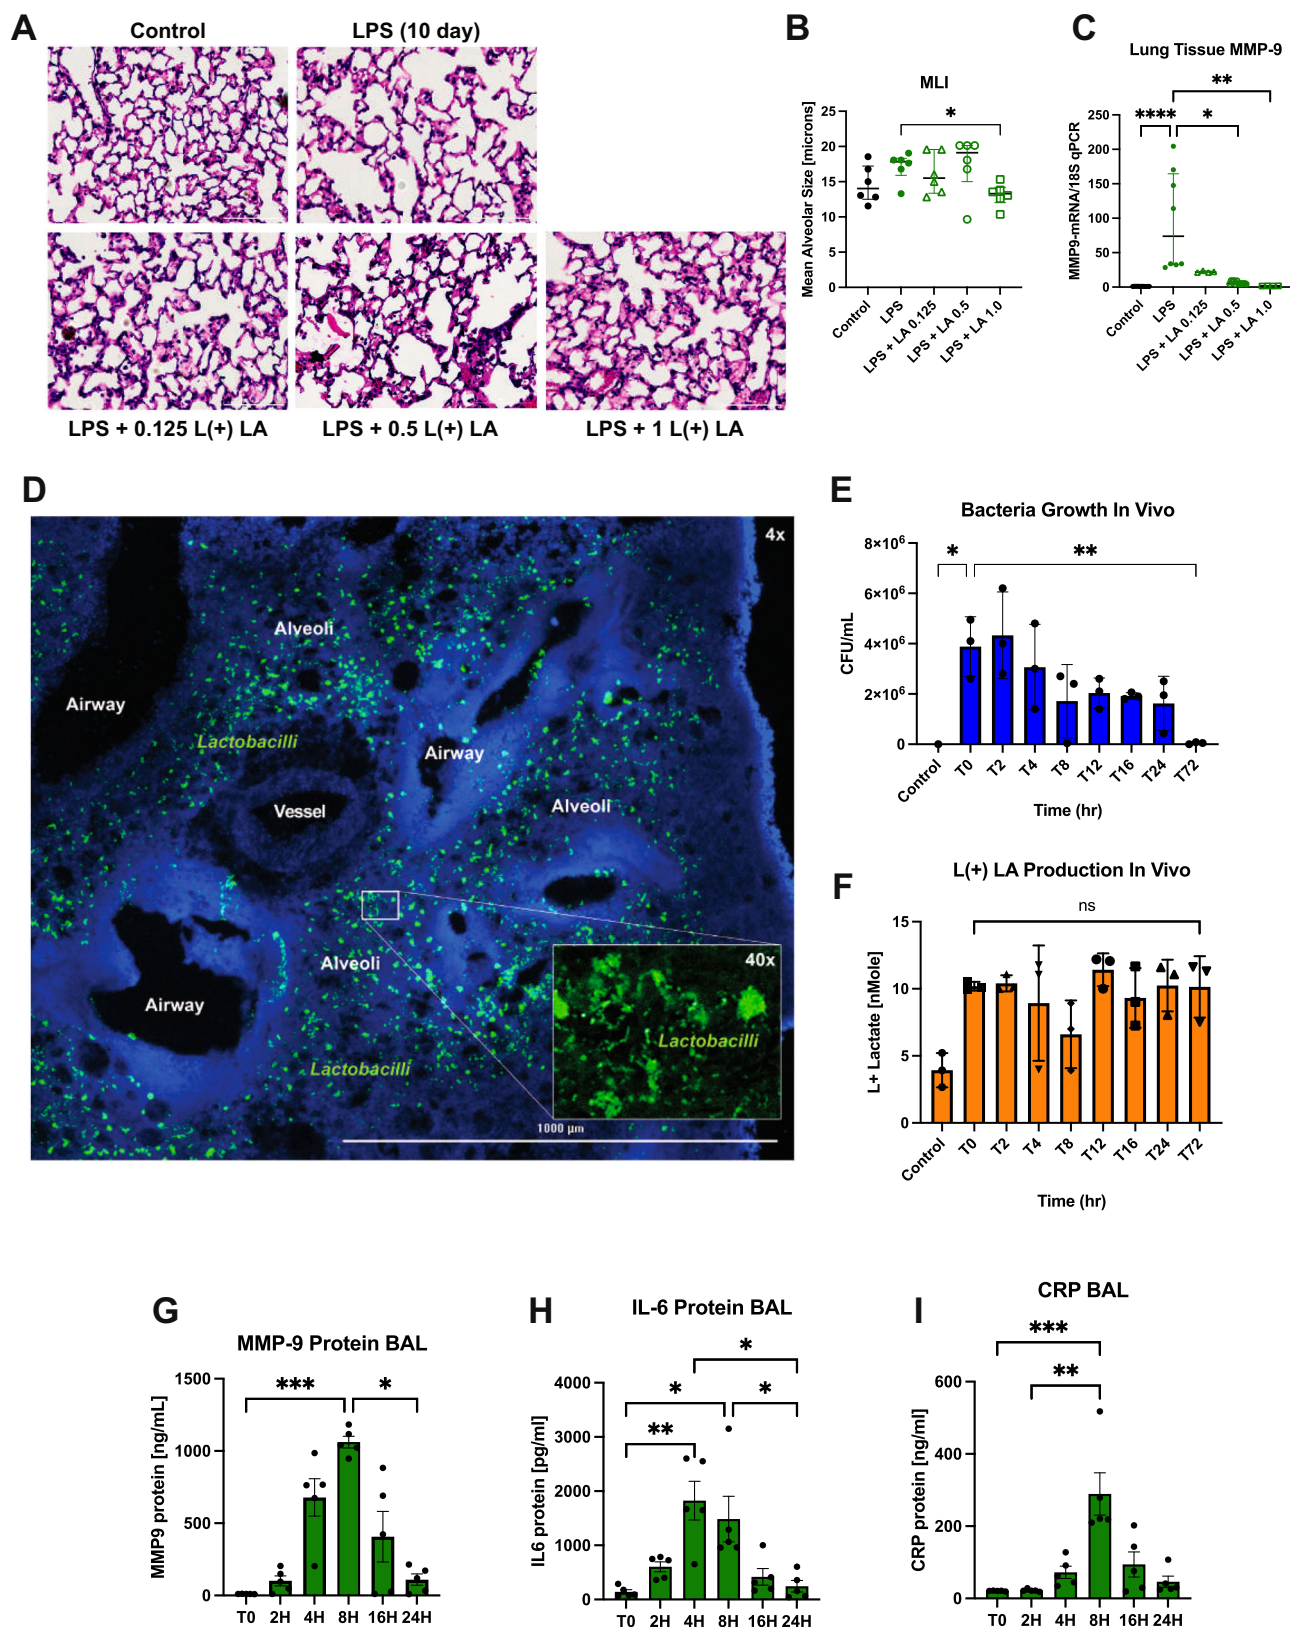 A
Control
LPS (10 day)
LPS + 0.125 L(+) LA
LPS + 0.5 L(+) LA
LPS + 1 L(+) LA
B
MLI
Mean Alveolar Size [microns]
25
20
15
10
5
0
*
Control
LPS
LPS + LA 0.125
LPS + LA 0.5
LPS + LA 1.0
C
Lung Tissue MMP-9
MMP9-mRNA/18S qPCR
250
200
150
100
50
0
**
****
*
Control
LPS
LPS + LA 0.125
LPS + LA 0.5
LPS + LA 1.0
D
4x
Alveoli
Airway
Lactobacilli
Airway
Vessel
Alveoli
Alveoli
Airway
Lactobacilli
40x
Lactobacilli
1000 µm
E
Bacteria Growth In Vivo
CFU/mL
8×10⁶
6×10⁶
4×10⁶
2×10⁶
0
*
**
Control
T0
T2
T4
T8
T12
T16
T24
T72
Time (hr)
F
L(+) LA Production In Vivo
L+ Lactate [nMole]
15
10
5
0
ns
Control
T0
T2
T4
T8
T12
T16
T24
T72
Time (hr)
G
MMP-9 Protein BAL
MMP9 protein [ng/mL]
1500
1000
500
0
***
*
T0 2H 4H 8H 16H 24H
H
IL-6 Protein BAL
IL6 protein [pg/ml]
4000
3000
2000
1000
0
*
*
*
**
T0 2H 4H 8H 16H 24H
I
CRP BAL
CRP protein [ng/ml]
600
400
200
0
***
**
T0 2H 4H 8H 16H 24H